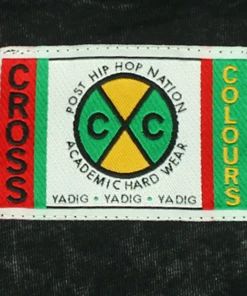 CROSS
POST HIP HOP NATION
C C
ACADEMIC HARD WEAR
YADIG · YADIG · YADIG
COLOURS